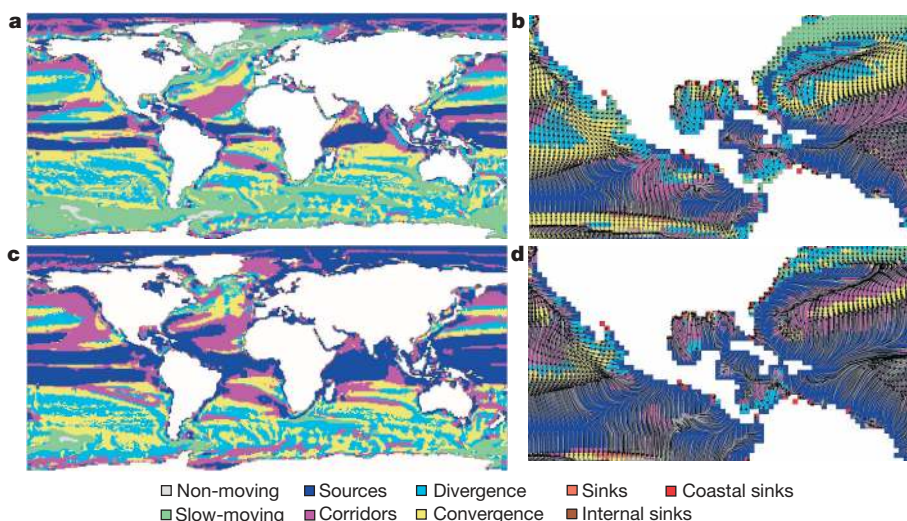 a
b
c
d
Non-moving Sources Divergence Sinks Coastal sinks
Slow-moving Corridors Convergence Internal sinks